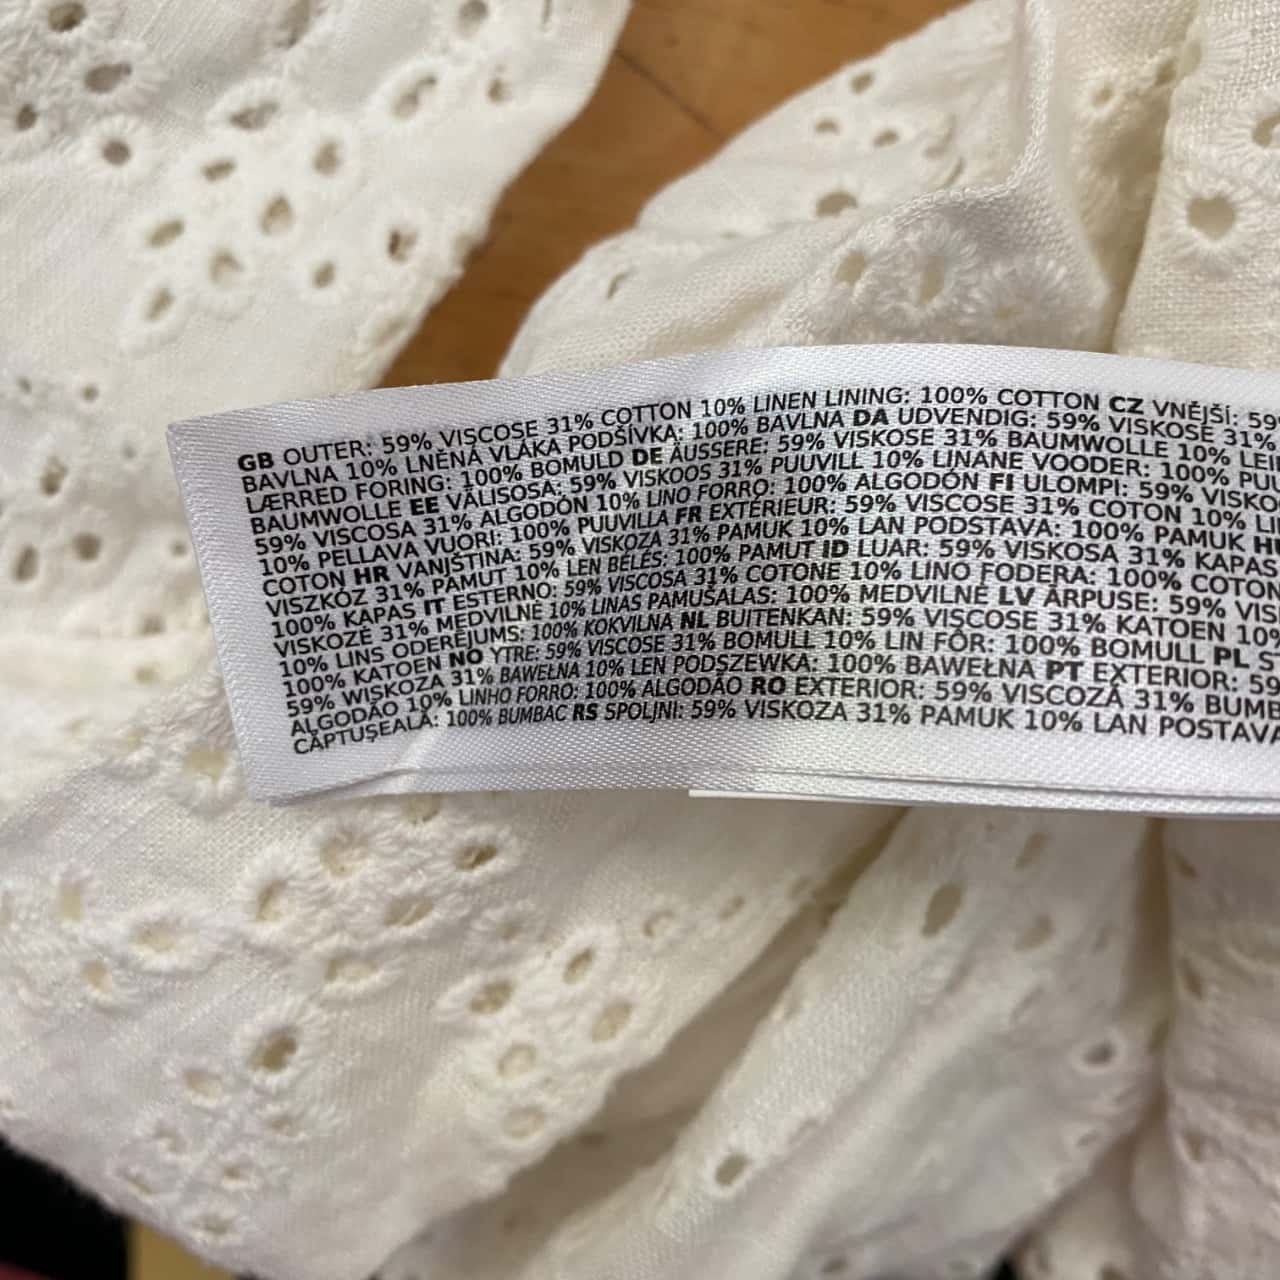 GB OUTER: 59% VISCOSE 31% COTTON 10% LINEN LINING: 100% COTTON CZ VNĚJŠÍ: 59
BAVLNA 10% LNĚNÁ VLÁKA PODŠÍVKA: 100% BAVLNA DA UDVENDIG: 59% VISKOSE 31%
LÆRRED FORING: 100% BOMULD DE ÄUSSERE: 59% VISKOSE 31% BAUMWOLLE 10% LEI
BAUMWOLLE EE VÄLISOSA: 59% VISKOOS 31% PUUVILL 10% LINANE VOODER: 100% PUU
59% VISCOSA 31% ALGODÓN 10% LINO FORRO: 100% ALGODÓN FI ULOMPI: 59% VISKO
10% PELLAVA VUORI: 100% PUUVILLA FR EXTÉRIEUR: 59% VISCOSE 31% COTON 10% LI
COTON HR VANJŠTINA: 59% VISKOZA 31% PAMUK 10% LAN PODSTAVA: 100% PAMUK HU
VISZKÓZ 31% PAMUT 10% LEN BÉLÉS: 100% PAMUT ID LUAR: 59% VISKOSA 31% KAPAS
100% KAPAS IT ESTERNO: 59% VISCOSA 31% COTONE 10% LINO FODERA: 100% COTON
VISKOZĖ 31% MEDVILNĖ 10% LINAS PAMUŠALAS: 100% MEDVILNĖ LV ĀRPUSE: 59% VIS
10% LINS ODERĒJUMS: 100% KOKVILNA NL BUITENKAN: 59% VISCOSE 31% KATOEN 10%
100% KATOEN NO YTRE: 59% VISCOSE 31% BOMULL 10% LIN FÔR: 100% BOMULL PL S
59% WISKOZA 31% BAWEŁNA 10% LEN PODSZEWKA: 100% BAWEŁNA PT EXTERIOR: 59
ALGODÃO 10% LINHO FORRO: 100% ALGODÃO RO EXTERIOR: 59% VISCOZĂ 31% BUMB
CĂPTUȘEALĂ: 100% BUMBAC RS SPOLJNI: 59% VISKOZA 31% PAMUK 10% LAN POSTAVA